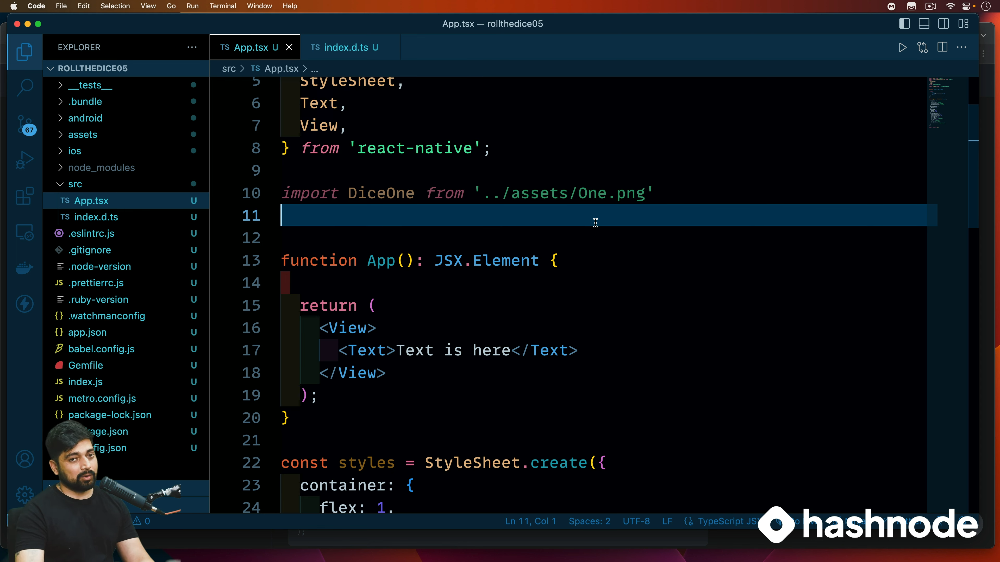 Code File Edit Selection View Go Run Terminal Window Help
App.tsx — rollthedice05
EXPLORER
TS App.tsx U
TS index.d.ts U
ROLLTHEDICE05
src > TS App.tsx > ...
__tests__
.bundle
android
assets
ios
node_modules
src
TS App.tsx U
TS index.d.ts U
.eslintrc.js U
.gitignore U
.node-version U
JS .prettierrc.js U
.ruby-version U
{} .watchmanconfig U
{} app.json U
babel.config.js U
Gemfile U
JS index.js U
JS metro.config.js U
{} package-lock.json U
kage.json U
fig.json U
67
5 StyleSheet,
6 Text,
7 View,
8 } from 'react-native';
9
10 import DiceOne from '../assets/One.png'
11
12
13 function App(): JSX.Element {
14
15 return (
16 <View>
17 <Text>Text is here</Text>
18 </View>
19 );
20 }
21
22 const styles = StyleSheet.create({
23 container: {
24 flex: 1,
0
Ln 11, Col 1 Spaces: 2 UTF-8 LF TypeScript JSX
hashnode
);